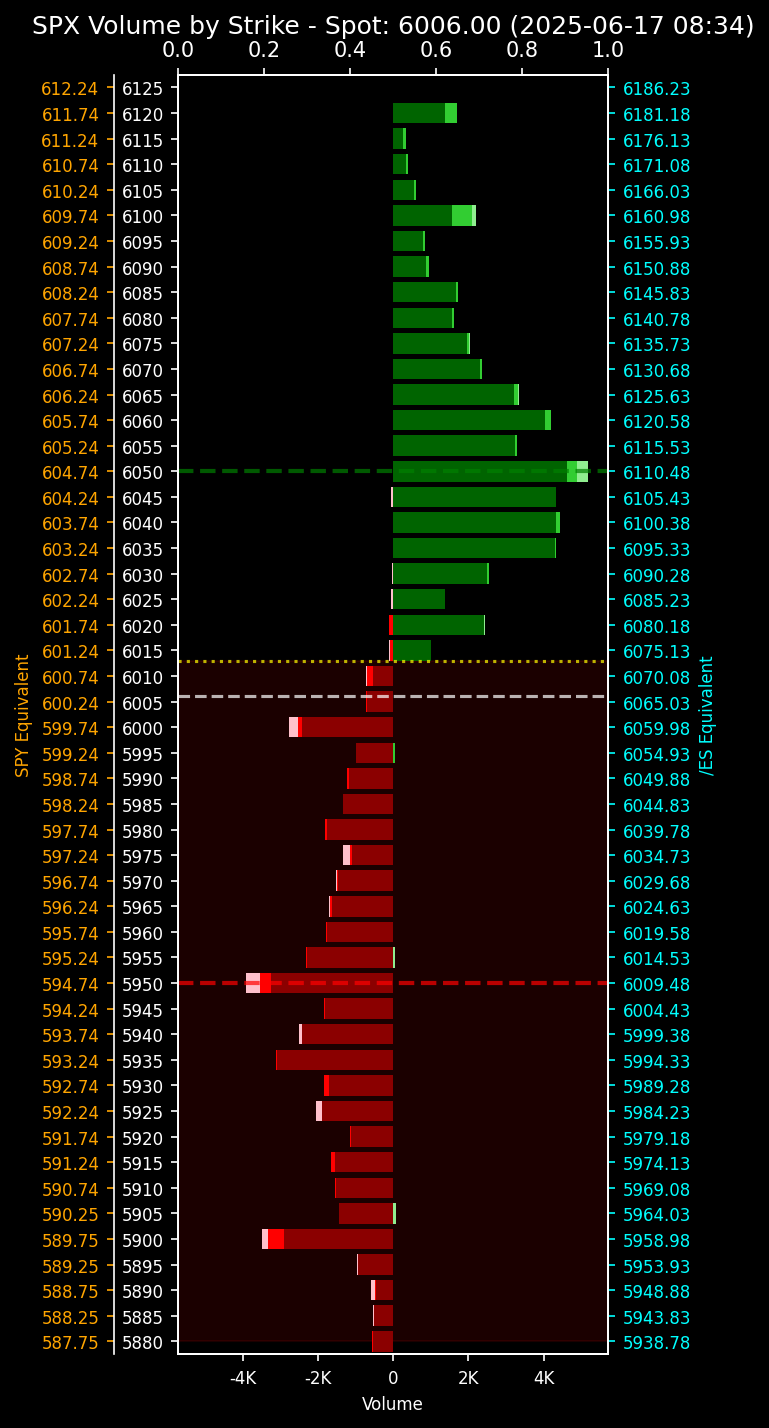 SPX Volume by Strike - Spot: 6006.00 (2025-06-17 08:34)
0.0 0.2 0.4 0.6 0.8 1.0
612.24 6125 6186.23
611.74 6120 6181.18
611.24 6115 6176.13
610.74 6110 6171.08
610.24 6105 6166.03
609.74 6100 6160.98
609.24 6095 6155.93
608.74 6090 6150.88
608.24 6085 6145.83
607.74 6080 6140.78
607.24 6075 6135.73
606.74 6070 6130.68
606.24 6065 6125.63
605.74 6060 6120.58
605.24 6055 6115.53
604.74 6050 6110.48
604.24 6045 6105.43
603.74 6040 6100.38
603.24 6035 6095.33
602.74 6030 6090.28
602.24 6025 6085.23
601.74 6020 6080.18
601.24 6015 6075.13
600.74 6010 6070.08
600.24 6005 6065.03
599.74 6000 6059.98
599.24 5995 6054.93
598.74 5990 6049.88
598.24 5985 6044.83
597.74 5980 6039.78
597.24 5975 6034.73
596.74 5970 6029.68
596.24 5965 6024.63
595.74 5960 6019.58
595.24 5955 6014.53
594.74 5950 6009.48
594.24 5945 6004.43
593.74 5940 5999.38
593.24 5935 5994.33
592.74 5930 5989.28
592.24 5925 5984.23
591.74 5920 5979.18
591.24 5915 5974.13
590.74 5910 5969.08
590.25 5905 5964.03
589.75 5900 5958.98
589.25 5895 5953.93
588.75 5890 5948.88
588.25 5885 5943.83
587.75 5880 5938.78
SPY Equivalent
/ES Equivalent
-4K -2K 0 2K 4K
Volume